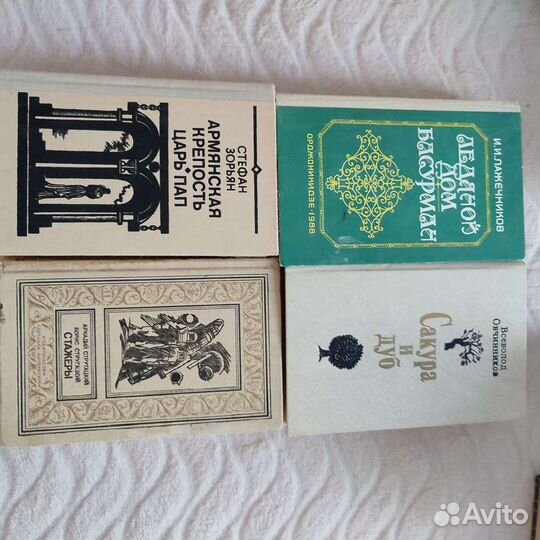 СТЕФАН
ЗОРЬЯН
АРМЯНСКАЯ
КРЕПОСТЬ
ЦАРЬ ПАП
И.И.ЛАЖЕЧНИКОВ
ЛЕДЯНОЙ
ДОМ
БАСУРМАН
ОРДЖОНИКИДЗЕ·1988
АРКАДИЙ СТРУГАЦКИЙ
БОРИС СТРУГАЦКИЙ
СТАЖЕРЫ
Всеволод
Овчинников
Сакура
и
дуб
Avito